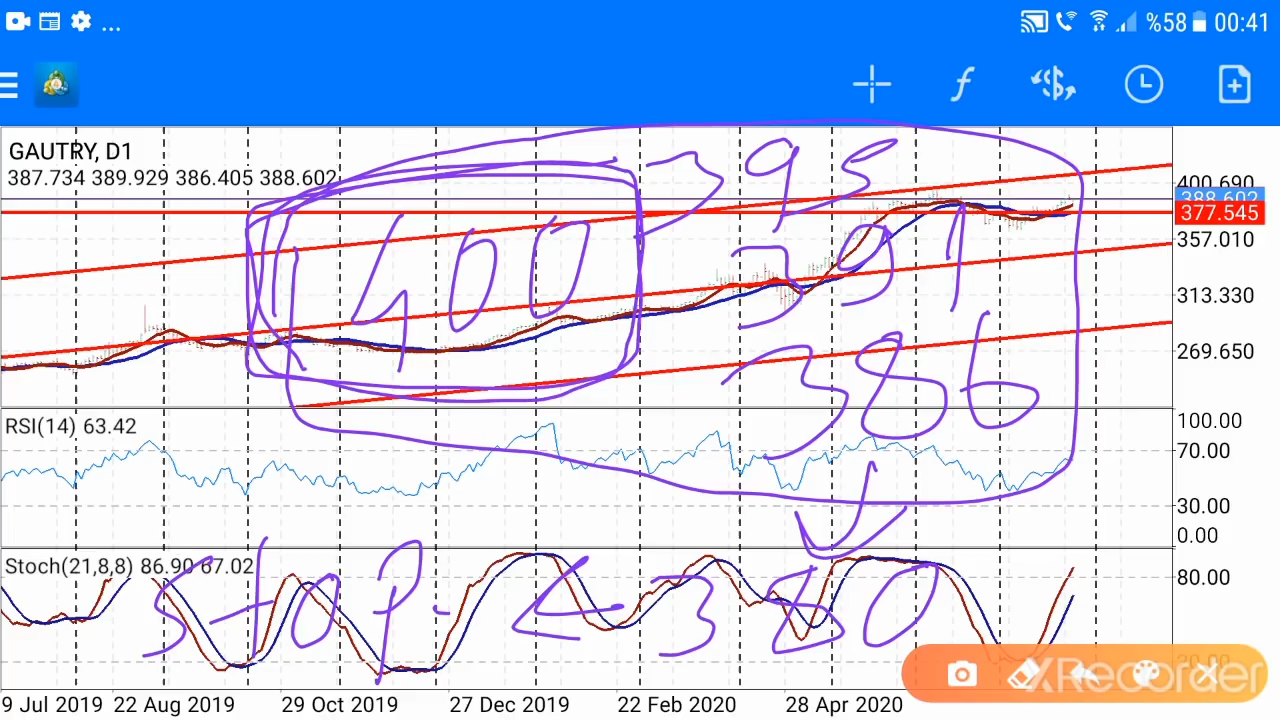 ... %58 00:41
GAUTRY, D1
387.734 389.929 386.405 388.602
400.690
388.602
377.545
357.010
313.330
269.650
395
400
391
386
RSI(14) 63.42
100.00
70.00
30.00
0.00
Stoch(21,8,8) 86.90 67.02
80.00
20.00
stop. ← 380
XRecorder
9 Jul 2019 22 Aug 2019 29 Oct 2019 27 Dec 2019 22 Feb 2020 28 Apr 2020